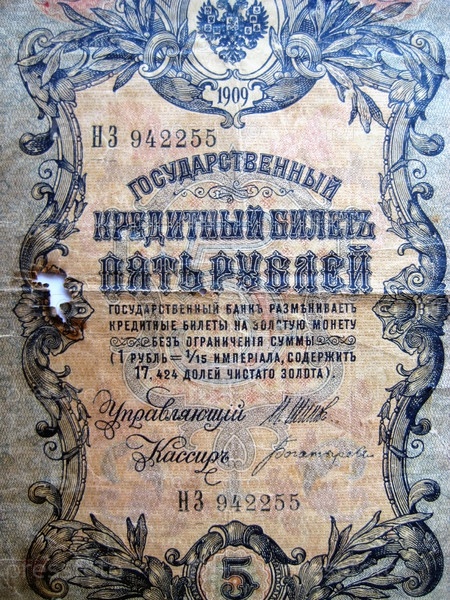 1909
НЗ 942255
ГОСУДАРСТВЕННЫЙ
КРЕДИТНЫЙ БИЛЕТЪ
ПЯТЬ РУБЛЕЙ
ГОСУДАРСТВЕННЫЙ БАНКЪ РАЗМѢНИВАЕТЪ
КРЕДИТНЫЕ БИЛЕТЫ НА ЗОЛОТУЮ МОНЕТУ
БЕЗЪ ОГРАНИЧЕНІЯ СУММЫ
(1 РУБЛЬ = 1/15 ИМПЕРІАЛА, СОДЕРЖИТЪ
17,424 ДОЛЕЙ ЧИСТАГО ЗОЛОТА).
Управляющій
Кассиръ
НЗ 942255
5